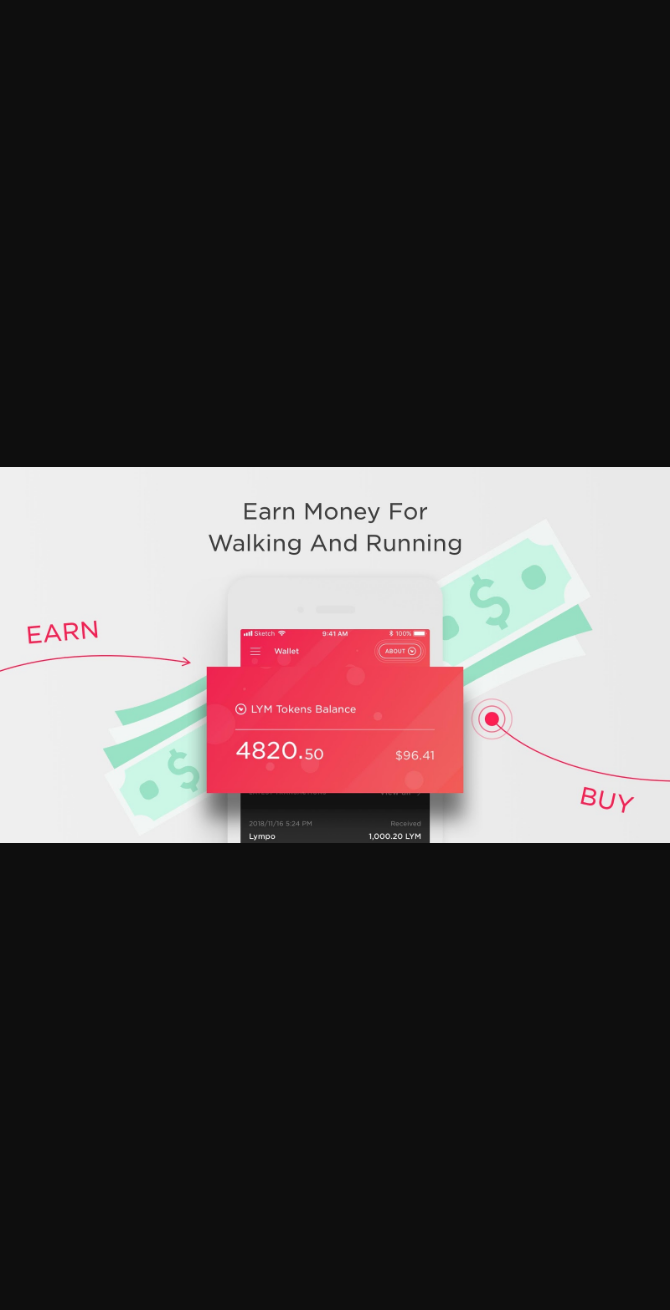 Earn Money For
Walking And Running
EARN
Sketch 9:41 AM 100%
Wallet ABOUT
LYM Tokens Balance
4820.50 $96.41
BUY
2018/11/16 5:24 PM Received
Lympo 1,000.20 LYM